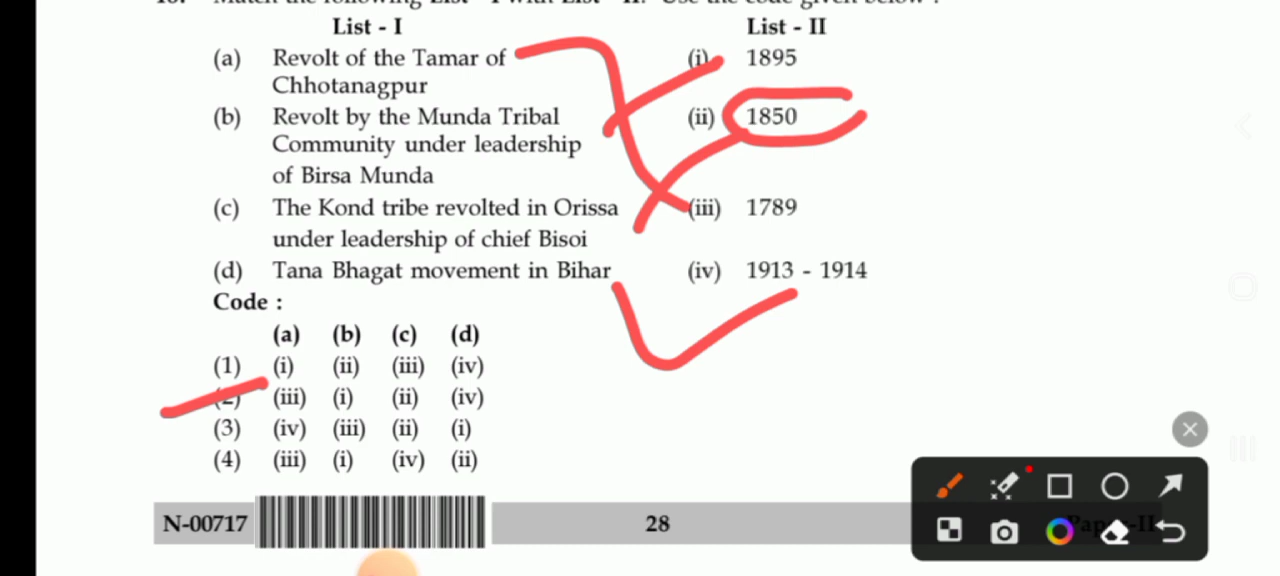 List - I List - II
(a) Revolt of the Tamar of (i) 1895
Chhotanagpur
(b) Revolt by the Munda Tribal (ii) 1850
Community under leadership
of Birsa Munda
(c) The Kond tribe revolted in Orissa (iii) 1789
under leadership of chief Bisoi
(d) Tana Bhagat movement in Bihar (iv) 1913 - 1914
Code :
(a) (b) (c) (d)
(1) (i) (ii) (iii) (iv)
(2) (iii) (i) (ii) (iv)
(3) (iv) (iii) (ii) (i)
(4) (iii) (i) (iv) (ii)
N-00717 28 Paper-II